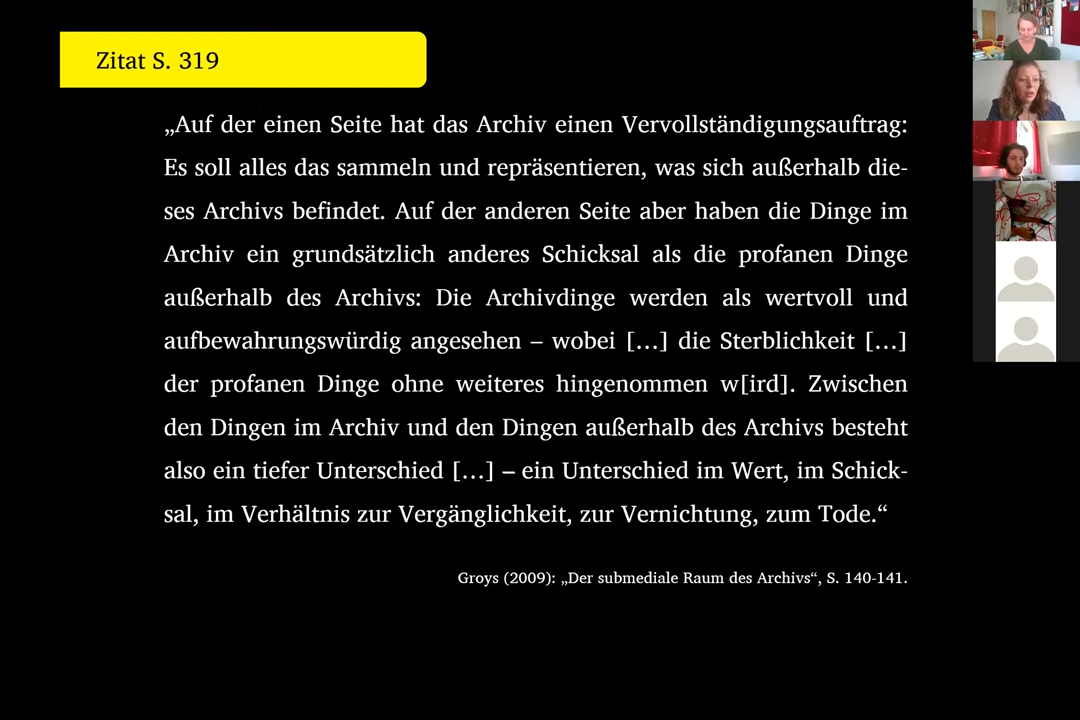 Zitat S. 319
„Auf der einen Seite hat das Archiv einen Vervollständigungsauftrag:
Es soll alles das sammeln und repräsentieren, was sich außerhalb die-
ses Archivs befindet. Auf der anderen Seite aber haben die Dinge im
Archiv ein grundsätzlich anderes Schicksal als die profanen Dinge
außerhalb des Archivs: Die Archivdinge werden als wertvoll und
aufbewahrungswürdig angesehen – wobei […] die Sterblichkeit […]
der profanen Dinge ohne weiteres hingenommen w[ird]. Zwischen
den Dingen im Archiv und den Dingen außerhalb des Archivs besteht
also ein tiefer Unterschied […] – ein Unterschied im Wert, im Schick-
sal, im Verhältnis zur Vergänglichkeit, zur Vernichtung, zum Tode.“
Groys (2009): „Der submediale Raum des Archivs“, S. 140-141.